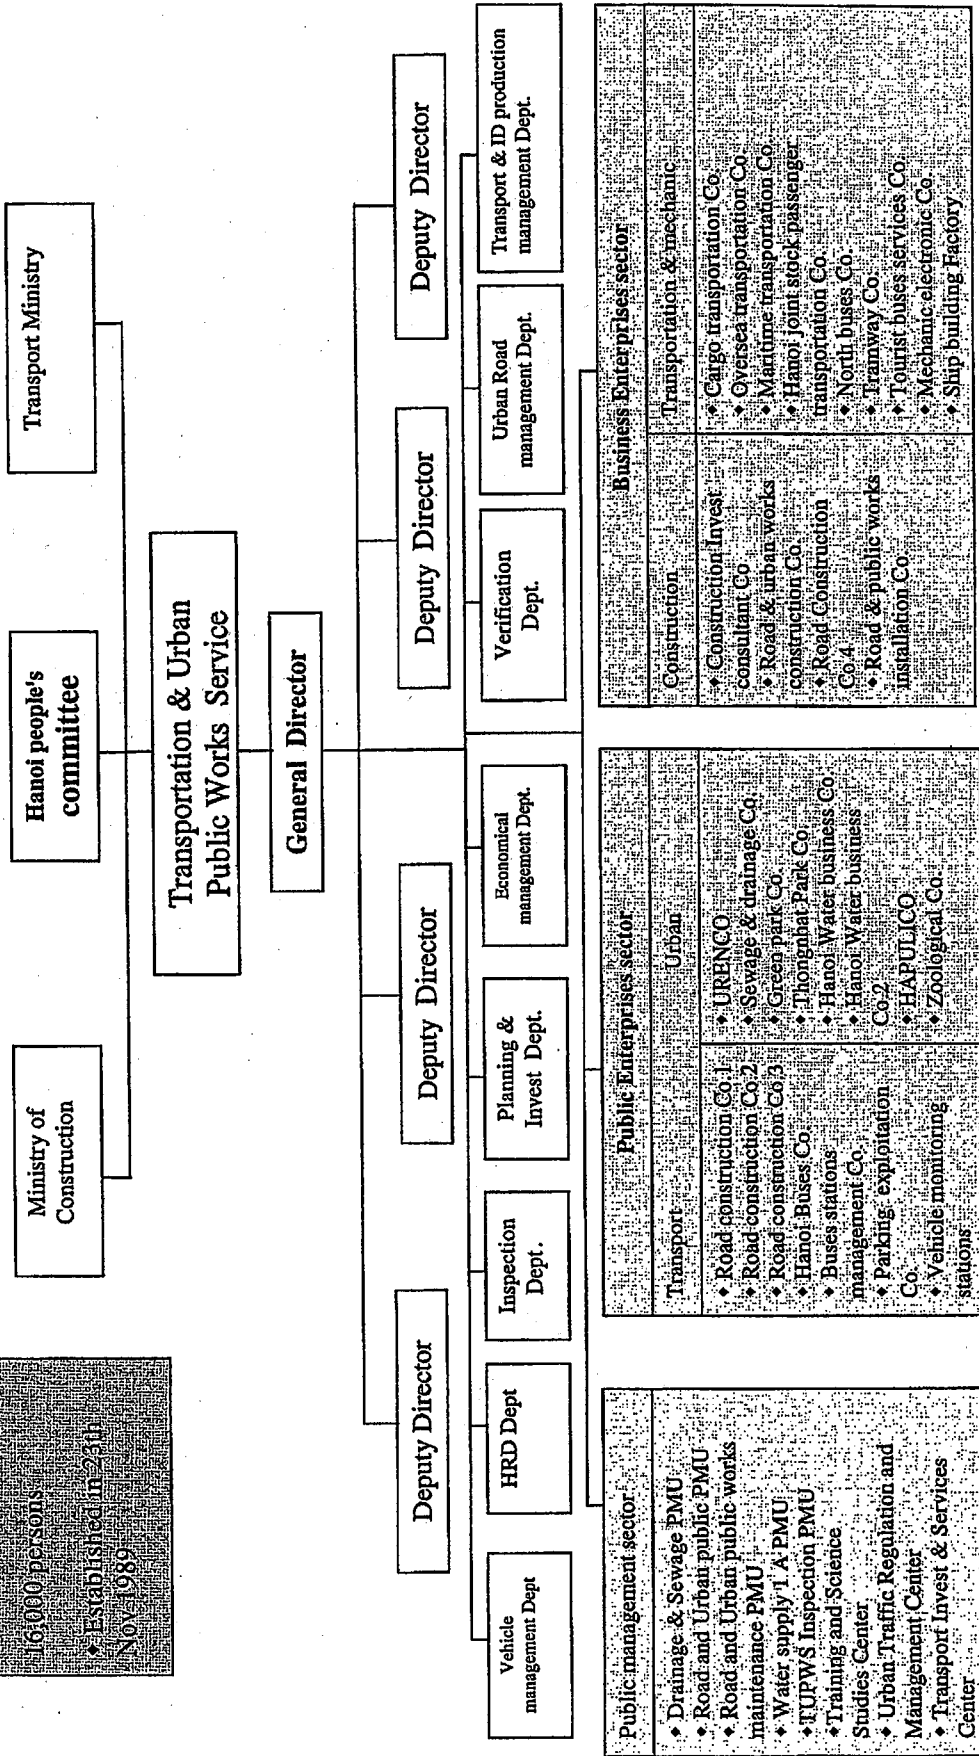 16,000 persons
♦ Established in 23th
Nov 1989
Ministry of
Construction
Hanoi people's
committee
Transport Ministry
Transportation & Urban
Public Works Service
General Director
Deputy Director
Deputy Director
Deputy Director
Deputy Director
Vehicle
management Dept
HRD Dept
Inspection
Dept.
Planning &
Invest Dept.
Economical
management Dept.
Verification
Dept.
Urban Road
management Dept.
Transport & ID production
management Dept.
Public management sector
♦ Drainage & Sewage PMU
♦ Road and Urban public PMU
♦ Road and Urban public works
maintenance PMU
♦ Water supply 1 A PMU
♦ TUPWS Inspection PMU
♦ Training and Science
Studies Center
♦ Urban Traffic Regulation and
Management Center
♦ Transport Invest & Services
Center
Public Enterprises sector
Transport
♦ Road construction Co.1
♦ Road construction Co.2
♦ Road construction Co.3
♦ Hanoi Buses Co.
♦ Buses stations
management Co.
♦ Parking exploitation
Co.
♦ Vehicle monitoring
stations
Urban
♦ URENCO
♦ Sewage & drainage Co.
♦ Green park Co.
♦ Thongnhat Park Co.
♦ Hanoi Water business Co.
♦ Hanoi Water business
Co.2
♦ HAPULICO
♦ Zoological Co.
Business Enterprises sector
Construction
♦ Construction Invest
consultant Co
♦ Road & urban works
construction Co.
♦ Road Construction
Co.4.
♦ Road & public works
installation Co
Transportation & mechanic
♦ Cargo transportation Co.
♦ Oversea transportation Co.
♦ Maritime transportation Co.
♦ Hanoi joint stock passenger
transportation Co.
♦ North buses Co.
♦ Tramway Co.
♦ Tourist buses services Co
♦ Mechanic electronic Co
♦ Ship building Factory